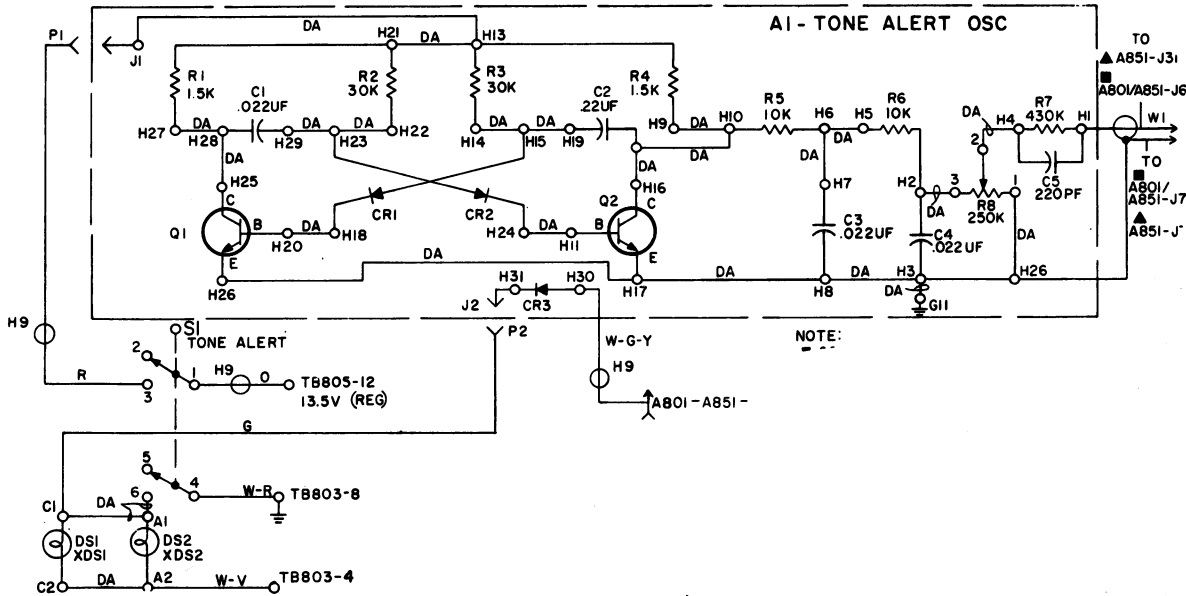 A1- TONE ALERT OSC
P1
J1
DA
H21
DA
H13
TO
▲ A851-J31
■
A801/A851-J6
R1
1.5K
C1
.022UF
R2
30K
R3
30K
C2
.22UF
R4
1.5K
H27
H28
DA
H29
DA
H23
DA
H22
H14
DA
H15
DA
H19
H9
DA
H10
DA
R5
10K
H6
DA
H5
R6
10K
DA
2
H4
R7
430K
H1
W1
DA
H25
C
Q1
B
E
H20
DA
H18
CR1
CR2
H24
DA
H11
DA
H16
C
Q2
B
E
DA
H7
C3
.022UF
H2
DA
3
R8
250K
1
C5
220PF
TO
■
A801/
A851-J7
▲
A851-J
C4
.022UF
DA
H26
DA
H17
DA
H8
DA
H3
DA
G11
H26
J2
H31
CR3
H30
P2
W-G-Y
H9
A801-A851-
NOTE:
H9
S1
TONE ALERT
2
3
R
1
H9
O
TB805-12
13.5V (REG)
G
5
6
4
W-R
TB803-8
C1
DA
A1
DS1
XDS1
DS2
XDS2
C2
DA
A2
W-V
TB803-4